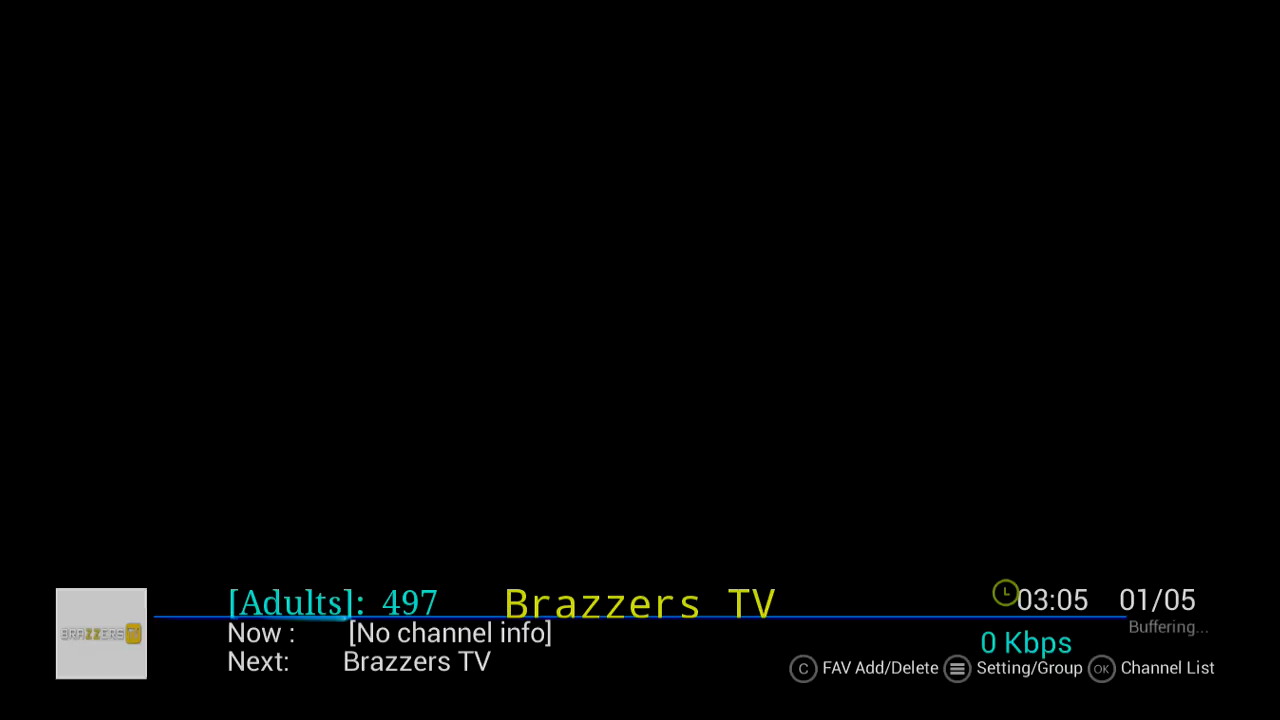 [Adults]: 497 Brazzers TV 03:05 01/05
Buffering...
Now : [No channel info]
0 Kbps
Next: Brazzers TV
C FAV Add/Delete Setting/Group OK Channel List
BRAZZERS TV